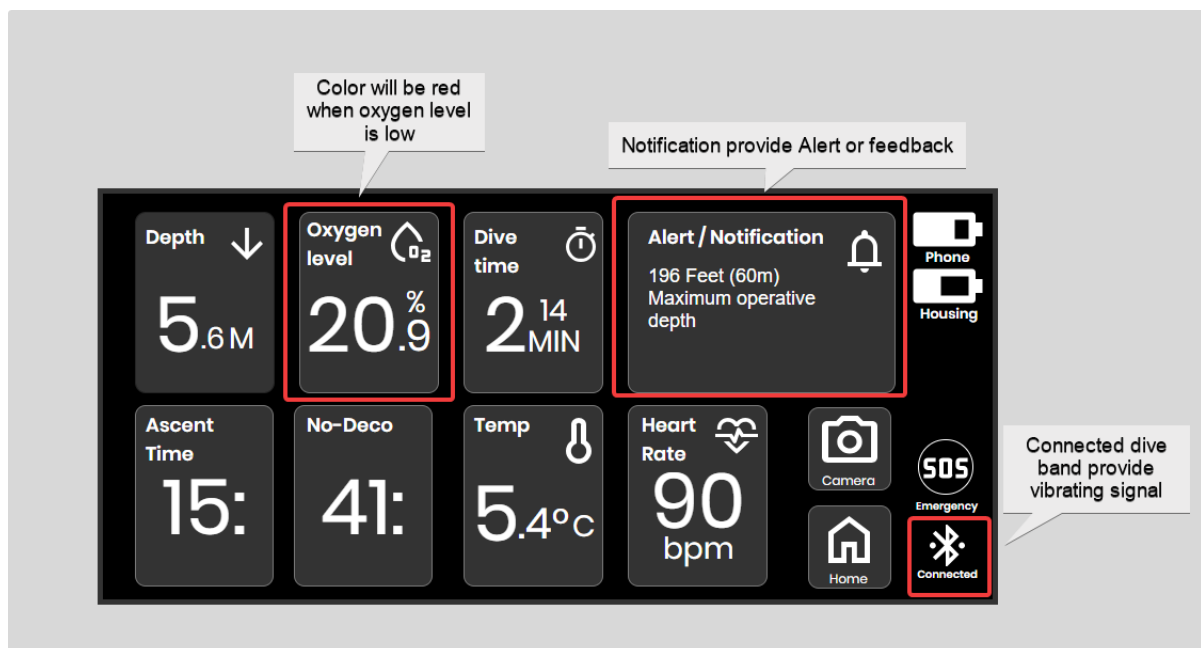 Color will be red
when oxygen level
is low
Notification provide Alert or feedback
Depth
5.6 M
Oxygen
level
O2
20.9 %
Dive
time
2 14
MIN
Alert / Notification
196 Feet (60m)
Maximum operative
depth
Phone
Housing
Ascent
Time
15:
No-Deco
41:
Temp
5.4°C
Heart
Rate
90
bpm
Camera
Home
SOS
Emergency
Connected
Connected dive
band provide
vibrating signal